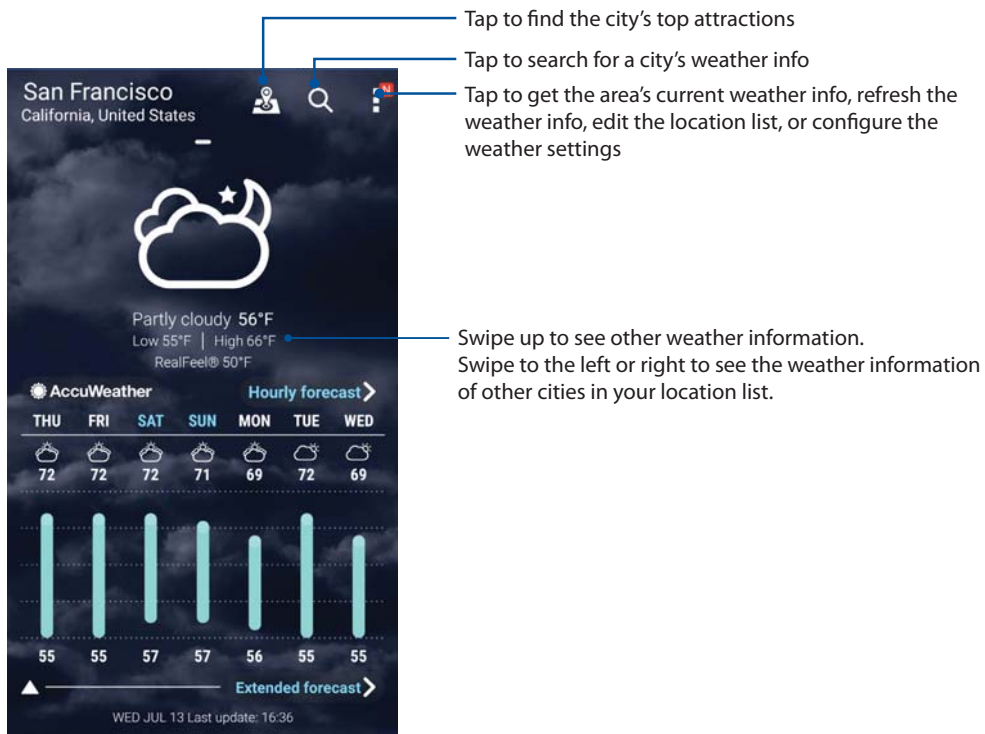 Tap to find the city's top attractions
Tap to search for a city's weather info
Tap to get the area's current weather info, refresh the
weather info, edit the location list, or configure the
weather settings
San Francisco
California, United States
N
Partly cloudy 56°F
Low 55°F | High 66°F
RealFeel® 50°F
Swipe up to see other weather information.
Swipe to the left or right to see the weather information
of other cities in your location list.
AccuWeather Hourly forecast
THU FRI SAT SUN MON TUE WED
72 72 72 71 69 72 69
55 55 57 57 56 55 55
Extended forecast
WED JUL 13 Last update: 16:36